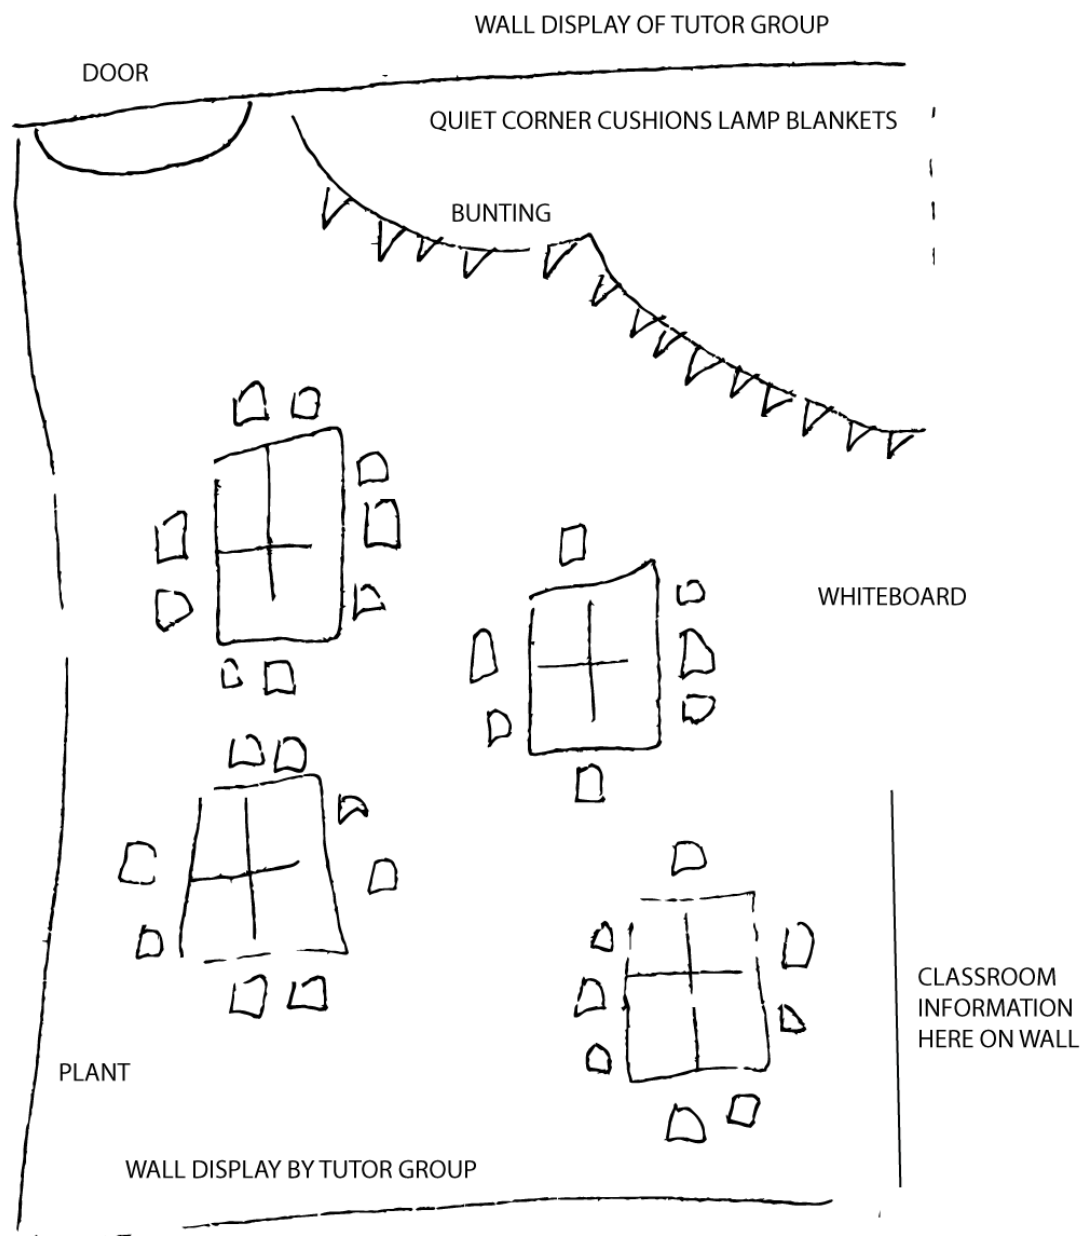 WALL DISPLAY OF TUTOR GROUP
DOOR
QUIET CORNER CUSHIONS LAMP BLANKETS
BUNTING
WHITEBOARD
CLASSROOM
INFORMATION
HERE ON WALL
PLANT
WALL DISPLAY BY TUTOR GROUP